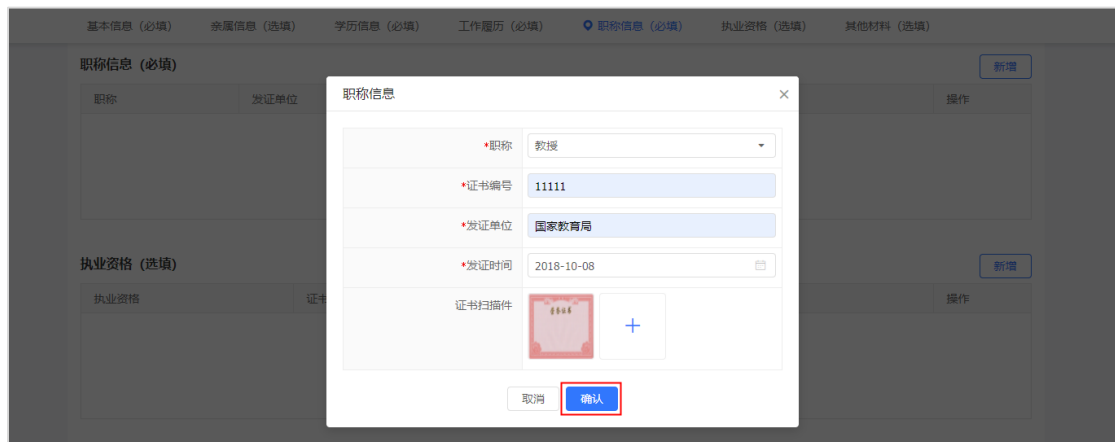 基本信息（必填） 亲属信息（选填） 学历信息（必填） 工作履历（必填） 职称信息（必填） 执业资格（选填） 其他材料（选填）
职称信息（必填） 新增
职称 发证单位 操作
职称信息
*职称 教授
*证书编号 11111
*发证单位 国家教育局
*发证时间 2018-10-08
证书扫描件
取消 确认
执业资格（选填） 新增
执业资格 证书 操作